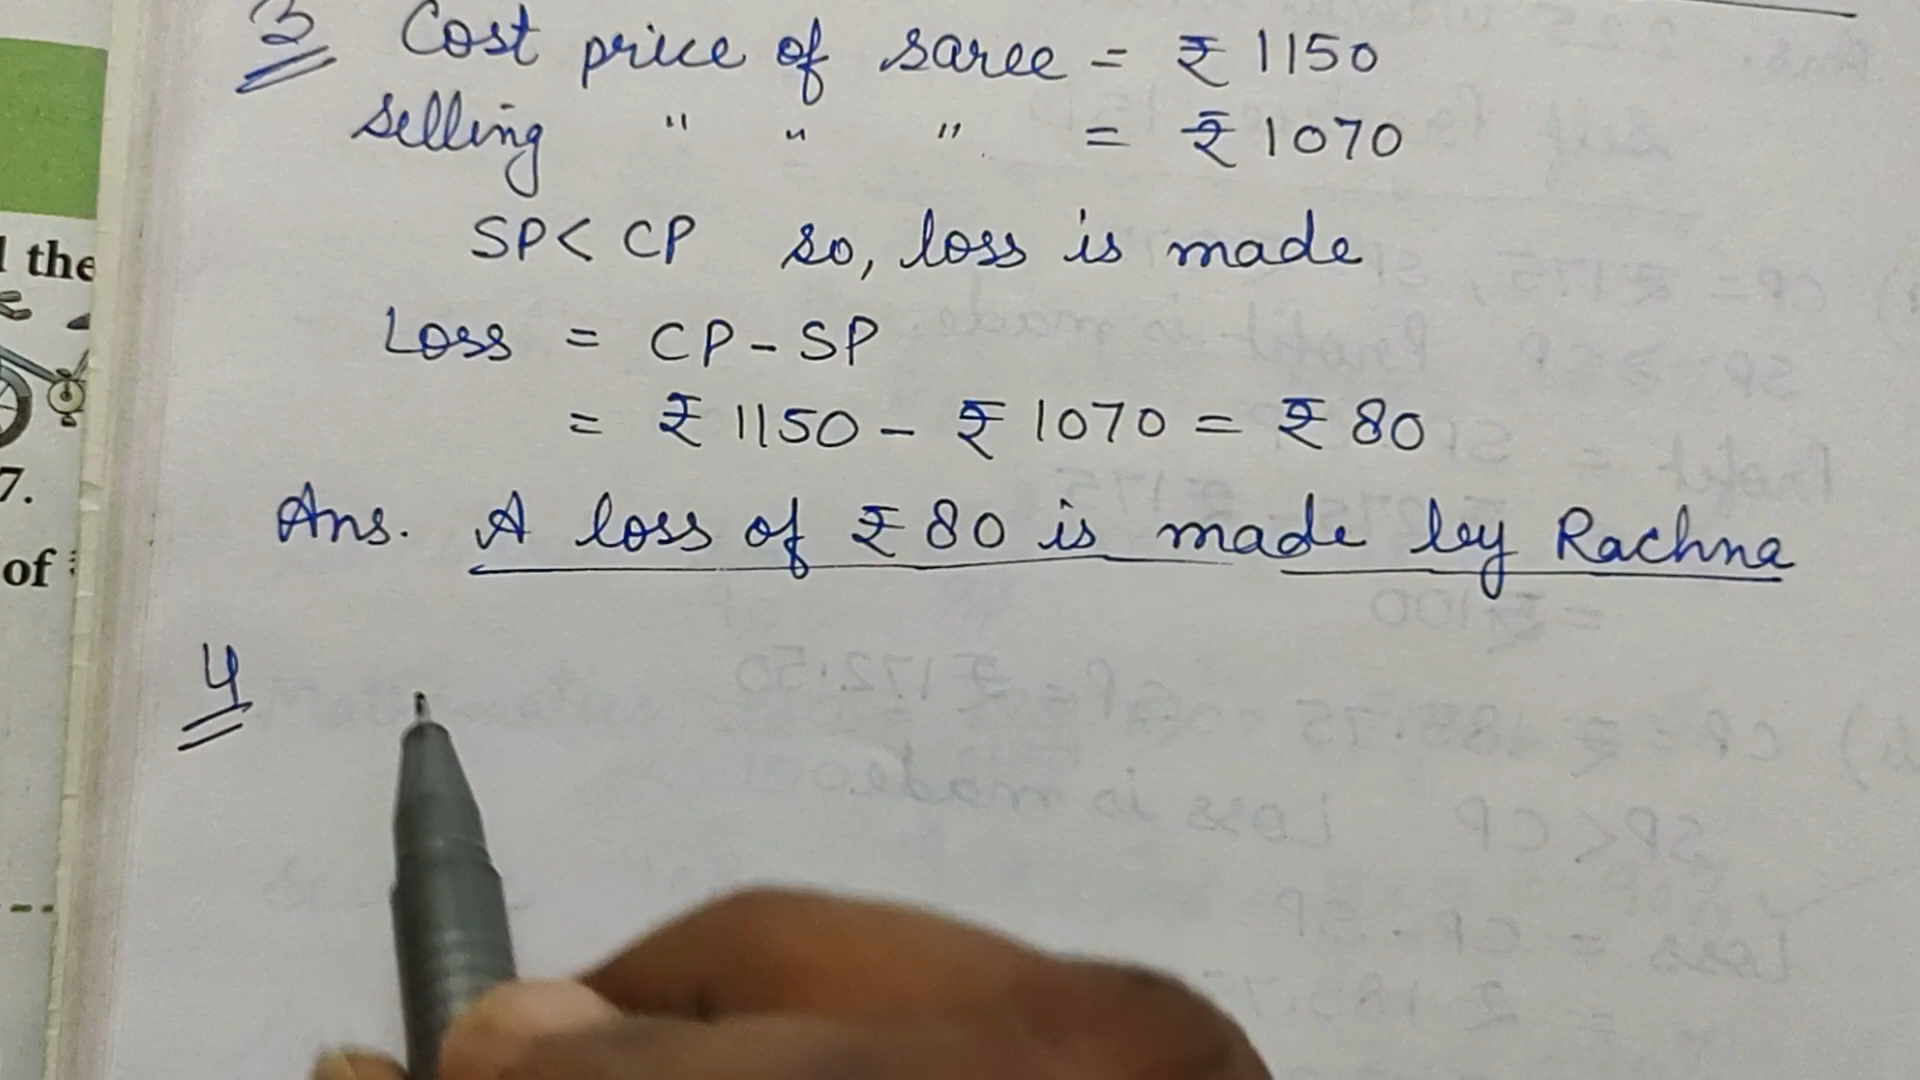 3 Cost price of saree = ₹ 1150
Selling " " " = ₹ 1070
SP < CP so, loss is made
Loss = CP - SP
= ₹ 1150 - ₹ 1070 = ₹ 80
Ans. A loss of ₹ 80 is made by Rachna
4
the
7.
of